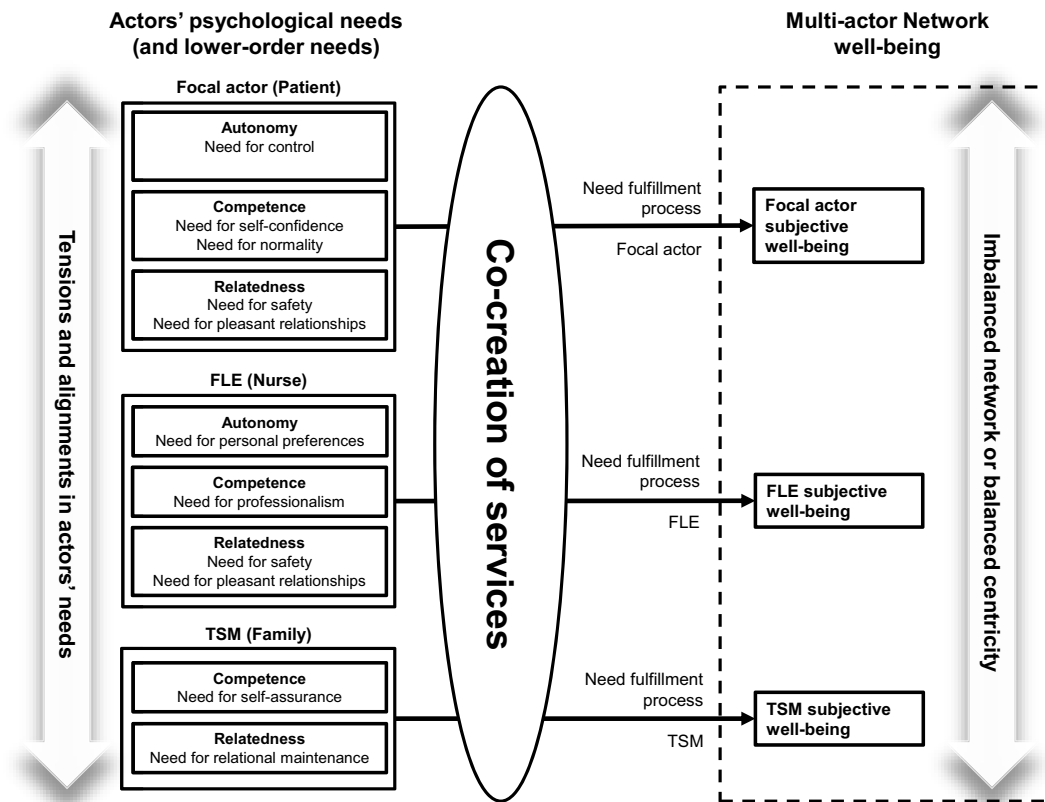 Actors' psychological needs
(and lower-order needs)
Multi-actor Network
well-being
Tensions and alignments in actors' needs
Focal actor (Patient)
Autonomy
Need for control
Competence
Need for self-confidence
Need for normality
Relatedness
Need for safety
Need for pleasant relationships
FLE (Nurse)
Autonomy
Need for personal preferences
Competence
Need for professionalism
Relatedness
Need for safety
Need for pleasant relationships
TSM (Family)
Competence
Need for self-assurance
Relatedness
Need for relational maintenance
Co-creation of services
Need fulfillment
process
Focal actor
Need fulfillment
process
FLE
Need fulfillment
process
TSM
Focal actor
subjective
well-being
FLE subjective
well-being
TSM subjective
well-being
Imbalanced network or balanced centricity